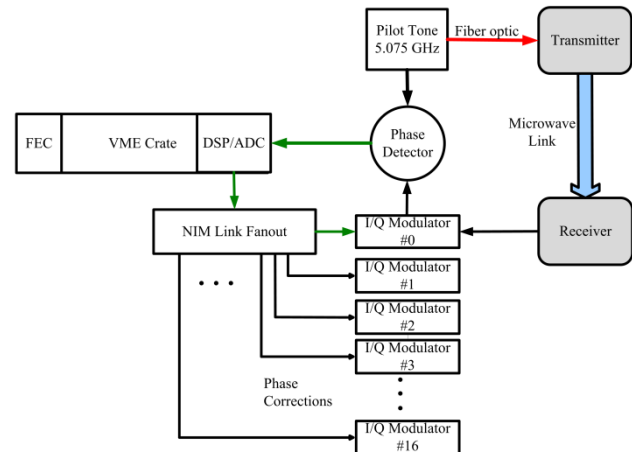 Pilot Tone
5.075 GHz
Fiber optic
Transmitter
Microwave
Link
Phase
Detector
FEC
VME Crate
DSP/ADC
NIM Link Fanout
I/Q Modulator
#0
Receiver
I/Q Modulator
#1
I/Q Modulator
#2
I/Q Modulator
#3
Phase
Corrections
I/Q Modulator
#16